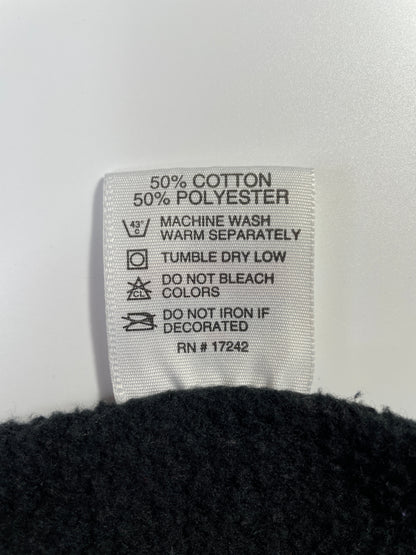 50% COTTON
50% POLYESTER
43°
C
MACHINE WASH
WARM SEPARATELY
TUMBLE DRY LOW
CL
DO NOT BLEACH
COLORS
DO NOT IRON IF
DECORATED
RN # 17242